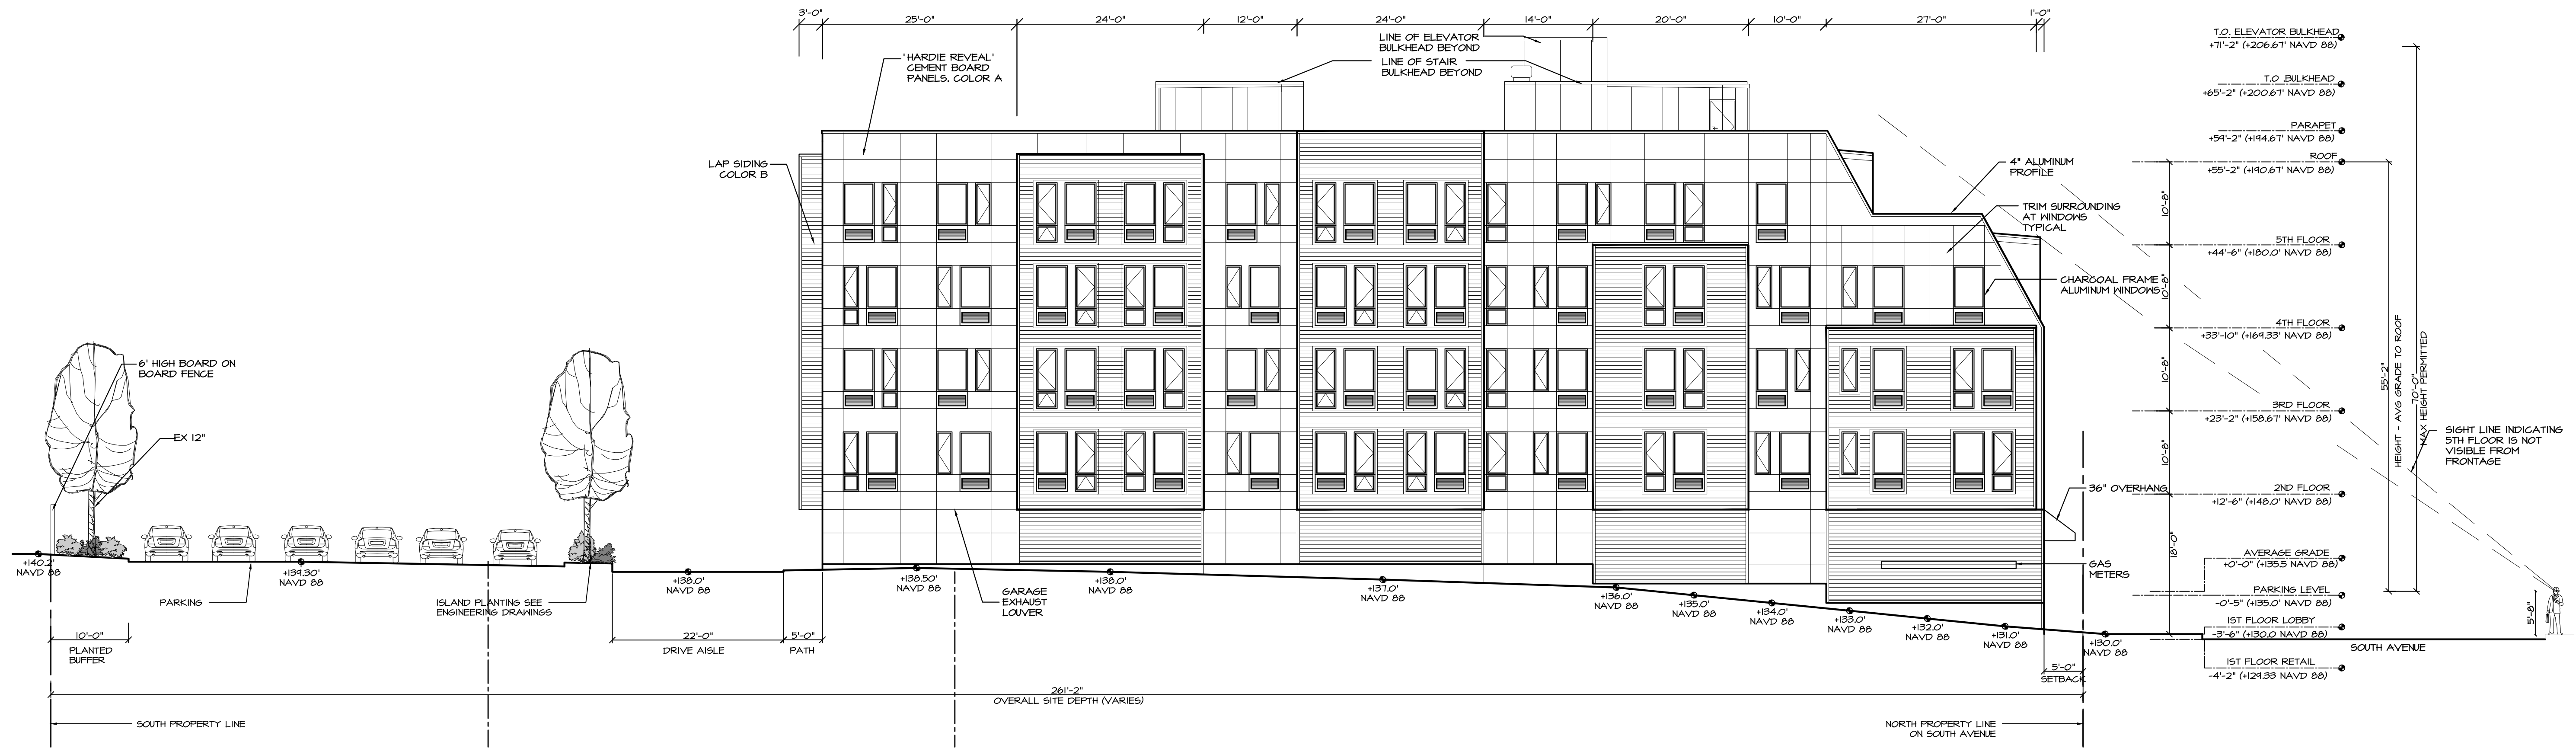 3'-0"
25'-0"
24'-0"
12'-0"
24'-0"
14'-0"
20'-0"
10'-0"
27'-0"
1'-0"
'HARDIE REVEAL'
CEMENT BOARD
PANELS. COLOR A
LINE OF ELEVATOR
BULKHEAD BEYOND
LINE OF STAIR
BULKHEAD BEYOND
LAP SIDING
COLOR B
4" ALUMINUM
PROFILE
TRIM SURROUNDING
AT WINDOWS
TYPICAL
CHARCOAL FRAME
ALUMINUM WINDOWS
T.O. ELEVATOR BULKHEAD
+71'-2" (+206.67' NAVD 88)
T.O .BULKHEAD
+65'-2" (+200.67' NAVD 88)
PARAPET
+59'-2" (+194.67' NAVD 88)
ROOF
+55'-2" (+190.67' NAVD 88)
5TH FLOOR
+44'-6" (+180.0' NAVD 88)
4TH FLOOR
+33'-10" (+169.33' NAVD 88)
3RD FLOOR
+23'-2" (+158.67' NAVD 88)
2ND FLOOR
+12'-6" (+148.0' NAVD 88)
AVERAGE GRADE
+0'-0" (+135.5 NAVD 88)
PARKING LEVEL
-0'-5" (+135.0' NAVD 88)
1ST FLOOR LOBBY
-3'-6" (+130.0 NAVD 88)
1ST FLOOR RETAIL
-4'-2" (+129.33 NAVD 88)
10'-8"
10'-8"
10'-8"
10'-8"
18'-0"
55'-2"
HEIGHT - AVG GRADE TO ROOF
70'-0"
MAX HEIGHT PERMITTED
SIGHT LINE INDICATING
5TH FLOOR IS NOT
VISIBLE FROM
FRONTAGE
5'-8"
SOUTH AVENUE
36" OVERHANG
GAS
METERS
6' HIGH BOARD ON
BOARD FENCE
EX 12"
+140.2'
NAVD 88
+139.30'
NAVD 88
+138.0'
NAVD 88
+138.50'
NAVD 88
+138.0'
NAVD 88
+137.0'
NAVD 88
+136.0'
NAVD 88
+135.0'
NAVD 88
+134.0'
NAVD 88
+133.0'
NAVD 88
+132.0'
NAVD 88
+131.0'
NAVD 88
+130.0'
NAVD 88
PARKING
ISLAND PLANTING SEE
ENGINEERING DRAWINGS
GARAGE
EXHAUST
LOUVER
10'-0"
PLANTED
BUFFER
22'-0"
DRIVE AISLE
5'-0"
PATH
5'-0"
SETBACK
261'-2"
OVERALL SITE DEPTH (VARIES)
SOUTH PROPERTY LINE
NORTH PROPERTY LINE
ON SOUTH AVENUE